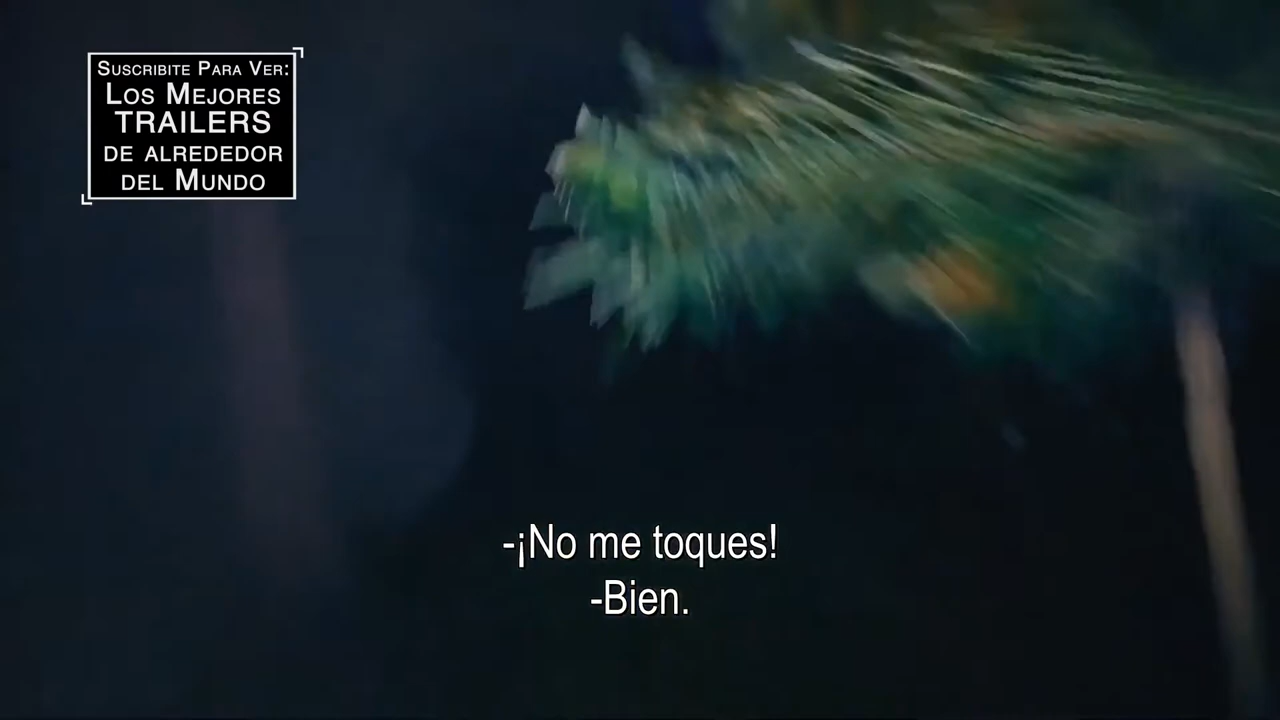 SUSCRIBITE PARA VER:
LOS MEJORES
TRAILERS
DE ALREDEDOR
DEL MUNDO
-¡No me toques!
-Bien.